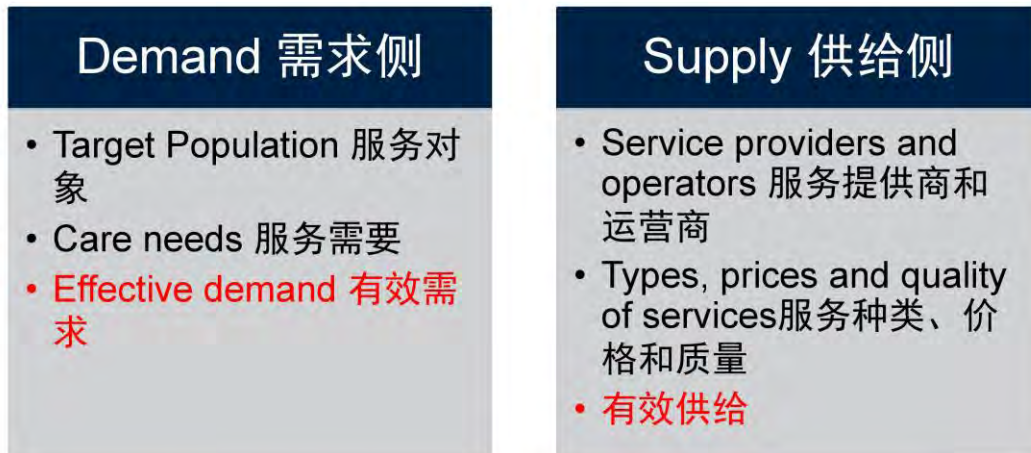 Demand 需求侧
• Target Population 服务对
象
• Care needs 服务需要
• Effective demand 有效需
求
Supply 供给侧
• Service providers and
operators 服务提供商和
运营商
• Types, prices and quality
of services服务种类、价
格和质量
• 有效供给